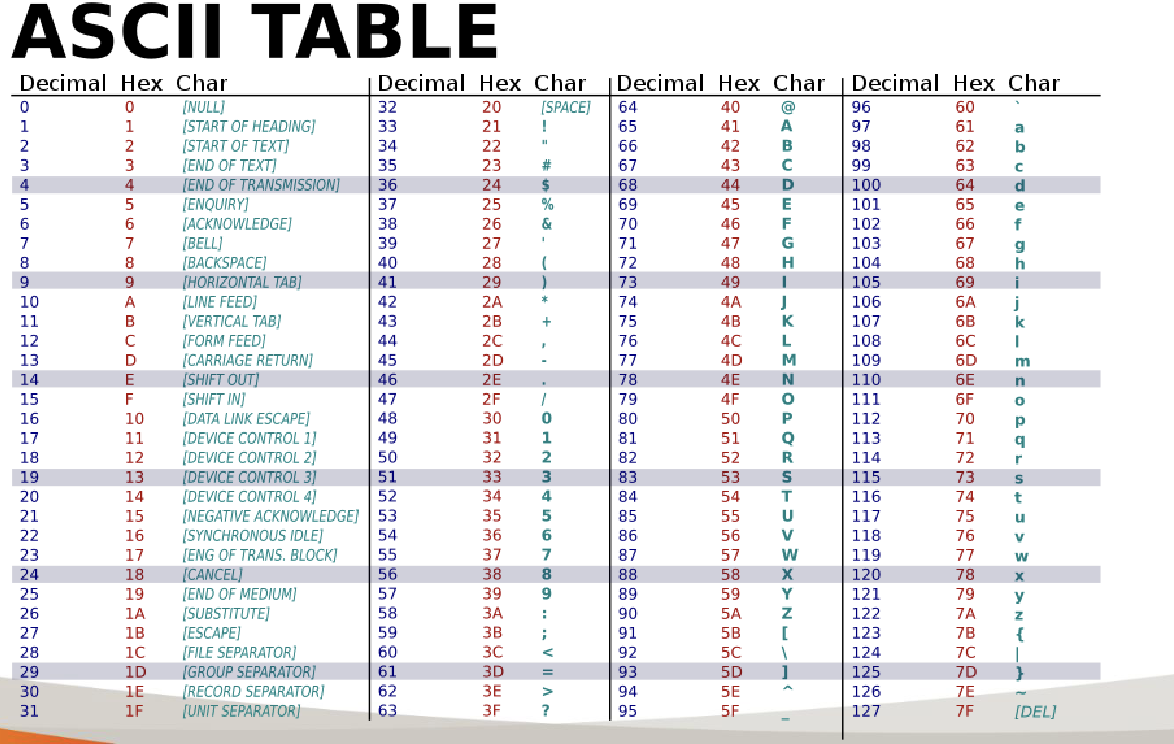 ASCII TABLE
Decimal Hex Char Decimal Hex Char Decimal Hex Char Decimal Hex Char
0 0 [NULL] 32 20 [SPACE] 64 40 @ 96 60 `
1 1 [START OF HEADING] 33 21 ! 65 41 A 97 61 a
2 2 [START OF TEXT] 34 22 " 66 42 B 98 62 b
3 3 [END OF TEXT] 35 23 # 67 43 C 99 63 c
4 4 [END OF TRANSMISSION] 36 24 $ 68 44 D 100 64 d
5 5 [ENQUIRY] 37 25 % 69 45 E 101 65 e
6 6 [ACKNOWLEDGE] 38 26 & 70 46 F 102 66 f
7 7 [BELL] 39 27 ' 71 47 G 103 67 g
8 8 [BACKSPACE] 40 28 ( 72 48 H 104 68 h
9 9 [HORIZONTAL TAB] 41 29 ) 73 49 I 105 69 i
10 A [LINE FEED] 42 2A * 74 4A J 106 6A j
11 B [VERTICAL TAB] 43 2B + 75 4B K 107 6B k
12 C [FORM FEED] 44 2C , 76 4C L 108 6C l
13 D [CARRIAGE RETURN] 45 2D - 77 4D M 109 6D m
14 E [SHIFT OUT] 46 2E . 78 4E N 110 6E n
15 F [SHIFT IN] 47 2F / 79 4F O 111 6F o
16 10 [DATA LINK ESCAPE] 48 30 0 80 50 P 112 70 p
17 11 [DEVICE CONTROL 1] 49 31 1 81 51 Q 113 71 q
18 12 [DEVICE CONTROL 2] 50 32 2 82 52 R 114 72 r
19 13 [DEVICE CONTROL 3] 51 33 3 83 53 S 115 73 s
20 14 [DEVICE CONTROL 4] 52 34 4 84 54 T 116 74 t
21 15 [NEGATIVE ACKNOWLEDGE] 53 35 5 85 55 U 117 75 u
22 16 [SYNCHRONOUS IDLE] 54 36 6 86 56 V 118 76 v
23 17 [ENG OF TRANS. BLOCK] 55 37 7 87 57 W 119 77 w
24 18 [CANCEL] 56 38 8 88 58 X 120 78 x
25 19 [END OF MEDIUM] 57 39 9 89 59 Y 121 79 y
26 1A [SUBSTITUTE] 58 3A : 90 5A Z 122 7A z
27 1B [ESCAPE] 59 3B ; 91 5B [ 123 7B {
28 1C [FILE SEPARATOR] 60 3C < 92 5C \ 124 7C |
29 1D [GROUP SEPARATOR] 61 3D = 93 5D ] 125 7D }
30 1E [RECORD SEPARATOR] 62 3E > 94 5E ^ 126 7E ~
31 1F [UNIT SEPARATOR] 63 3F ? 95 5F _ 127 7F [DEL]